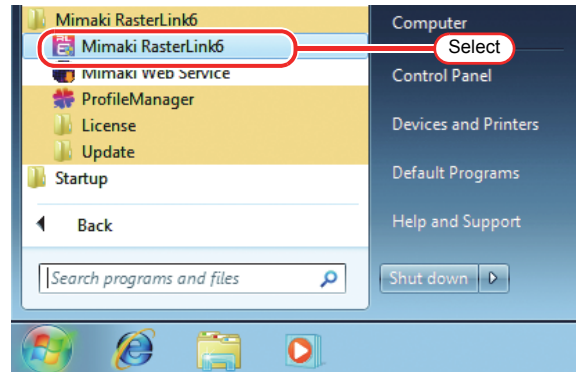 Mimaki RasterLink6
Mimaki RasterLink6
Select
Mimaki Web Service
ProfileManager
License
Update
Startup
Back
Search programs and files
Computer
Control Panel
Devices and Printers
Default Programs
Help and Support
Shut down